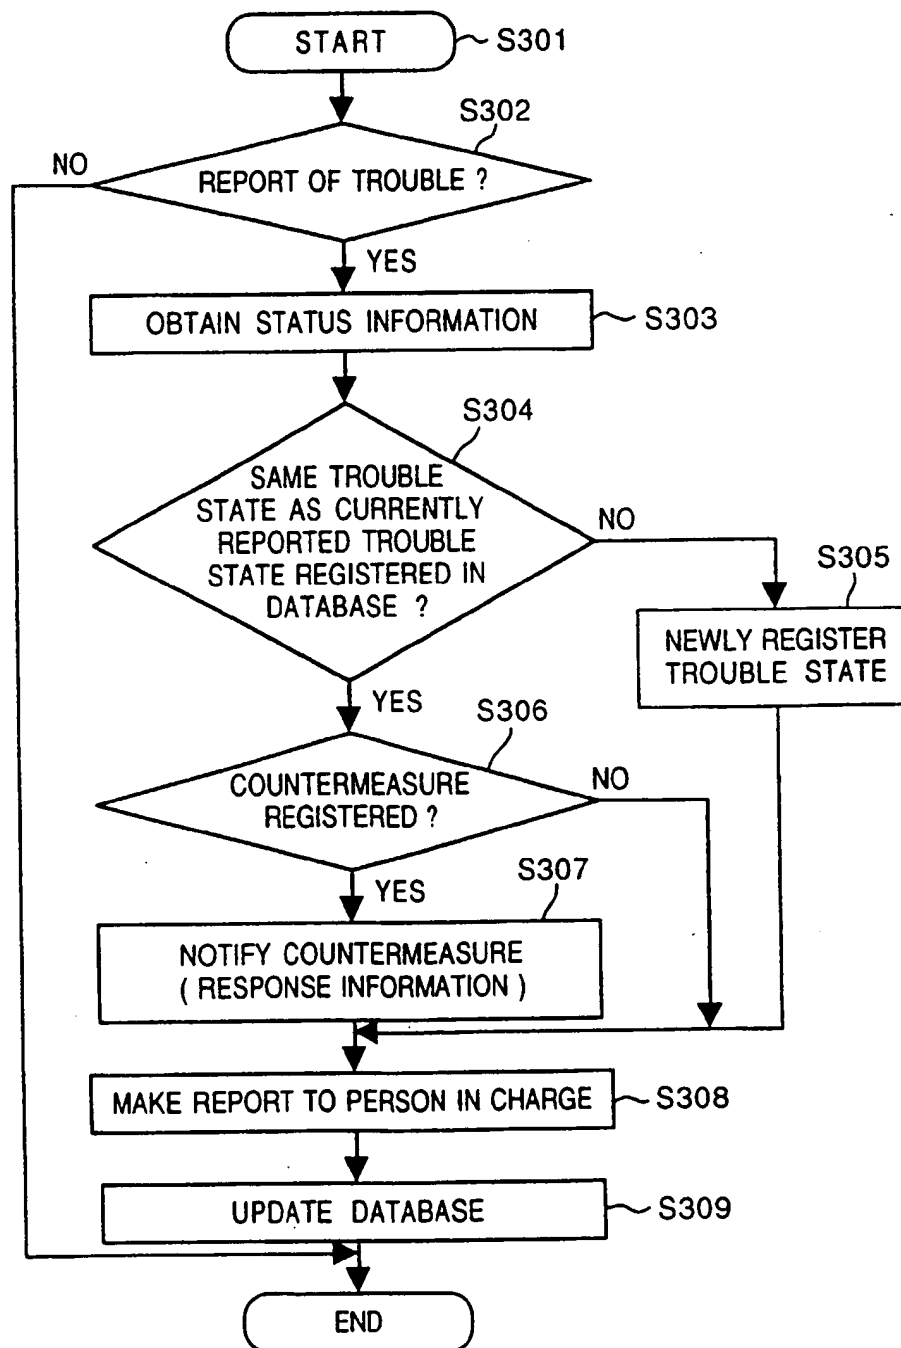 START
S301
S302
NO
REPORT OF TROUBLE ?
YES
OBTAIN STATUS INFORMATION
S303
S304
SAME TROUBLE
STATE AS CURRENTLY
REPORTED TROUBLE
STATE REGISTERED IN
DATABASE ?
NO
S305
NEWLY REGISTER
TROUBLE STATE
YES
S306
COUNTERMEASURE
REGISTERED ?
NO
YES
S307
NOTIFY COUNTERMEASURE
( RESPONSE INFORMATION )
MAKE REPORT TO PERSON IN CHARGE
S308
UPDATE DATABASE
S309
END